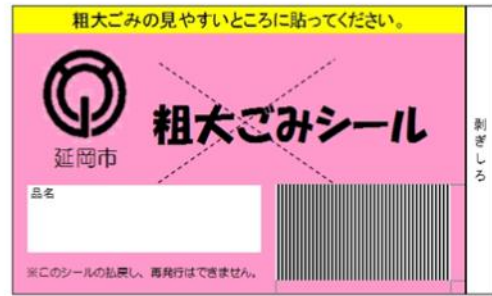 粗大ごみの見やすいところに貼ってください。
延岡市
粗大ごみシール
品名
※このシールの払戻し、再発行はできません。
剥ぎしろ